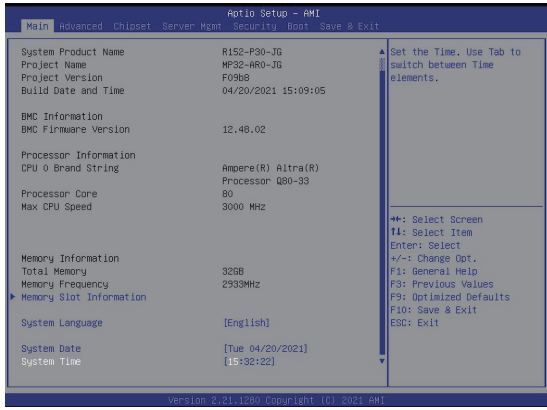 Aptio Setup - AMI
Main Advanced Chipset Server Mgmt Security Boot Save & Exit
System Product Name R152-P30-JG
Project Name MP32-AR0-JG
Project Version F09b8
Build Date and Time 04/20/2021 15:09:05
BMC Information
BMC Firmware Version 12.48.02
Processor Information
CPU 0 Brand String Ampere(R) Altra(R)
Processor Q80-33
Processor Core 80
Max CPU Speed 3000 MHz
Memory Information
Total Memory 32GB
Memory Frequency 2933MHz
Memory Slot Information
System Language [English]
System Date [Tue 04/20/2021]
System Time [15:32:22]
Set the Time. Use Tab to
switch between Time
elements.
→←: Select Screen
↑↓: Select Item
Enter: Select
+/-: Change Opt.
F1: General Help
F3: Previous Values
F9: Optimized Defaults
F10: Save & Exit
ESC: Exit
Version 2.21.1280 Copyright (C) 2021 AMI